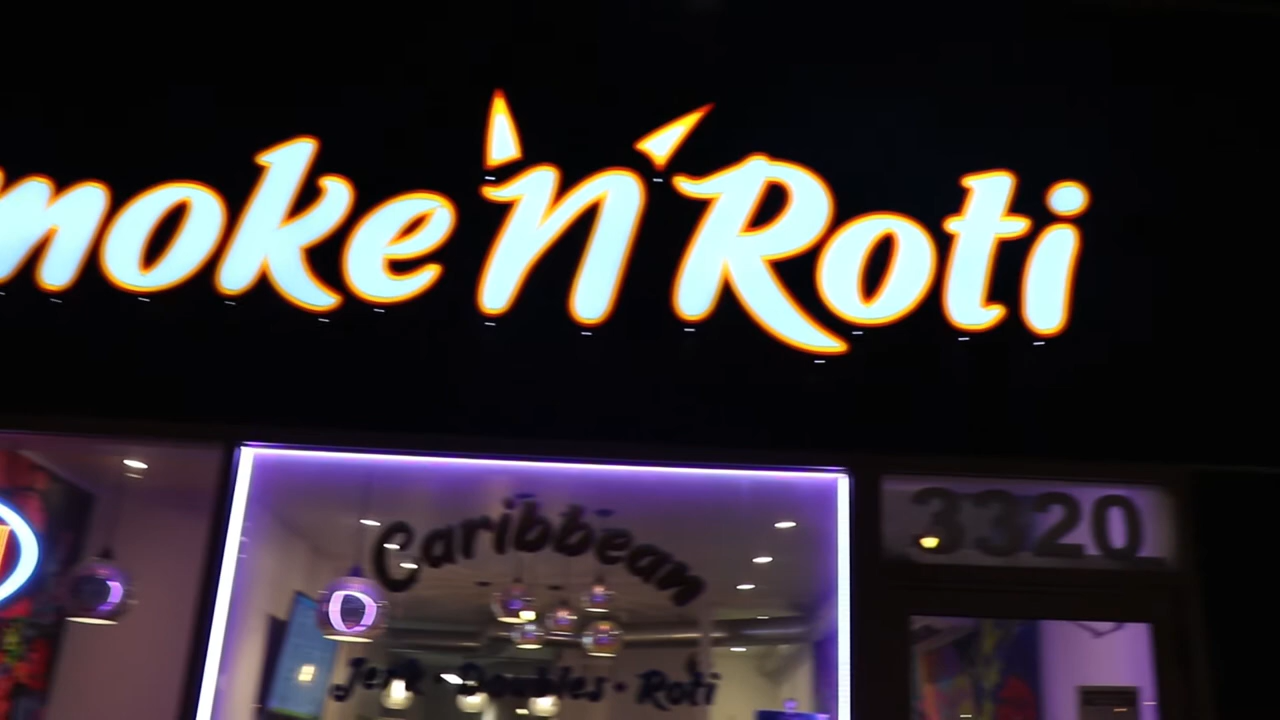 moke 'n' Roti
Caribbean
3320
Jerk • Doubles • Roti